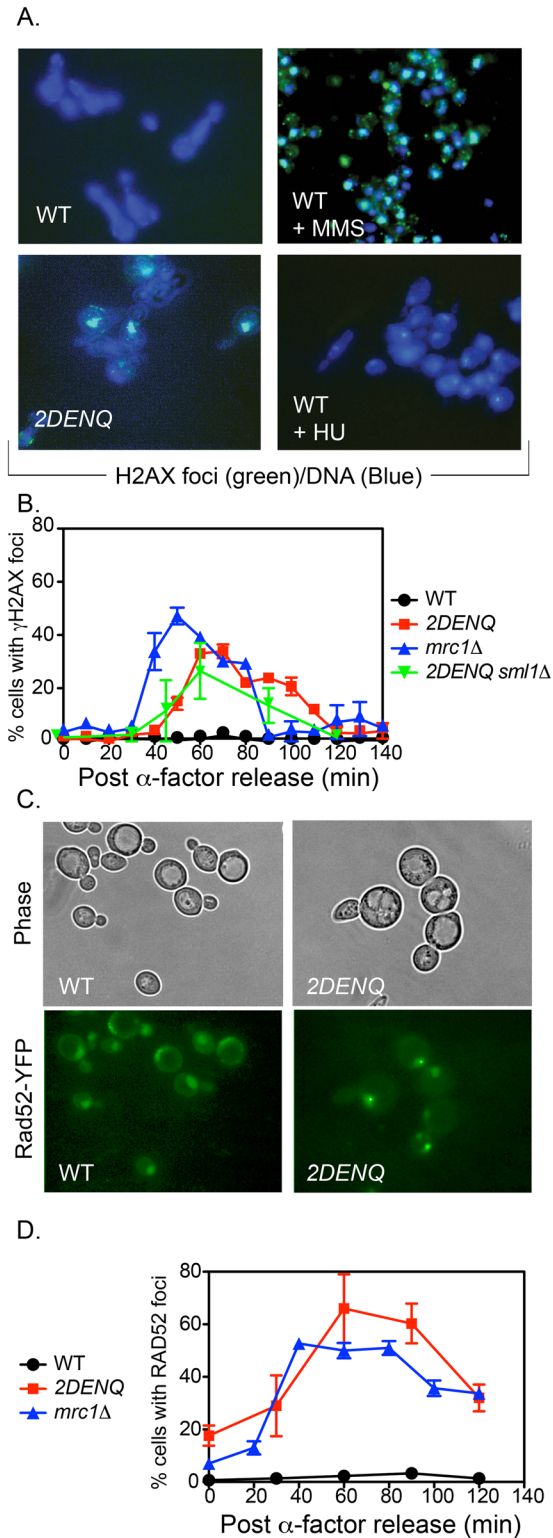 A.
WT
WT
+ MMS
2DENQ
WT
+ HU
H2AX foci (green)/DNA (Blue)
B.
% cells with γH2AX foci
80
60
40
20
0 20 40 60 80 100 120 140
Post α-factor release (min)
WT
2DENQ
mrc1Δ
2DENQ sml1Δ
C.
Phase
WT
2DENQ
Rad52-YFP
WT
2DENQ
D.
% cells with RAD52 foci
80
60
40
20
0
0 20 40 60 80 100 120 140
Post α-factor release (min)
WT
2DENQ
mrc1Δ